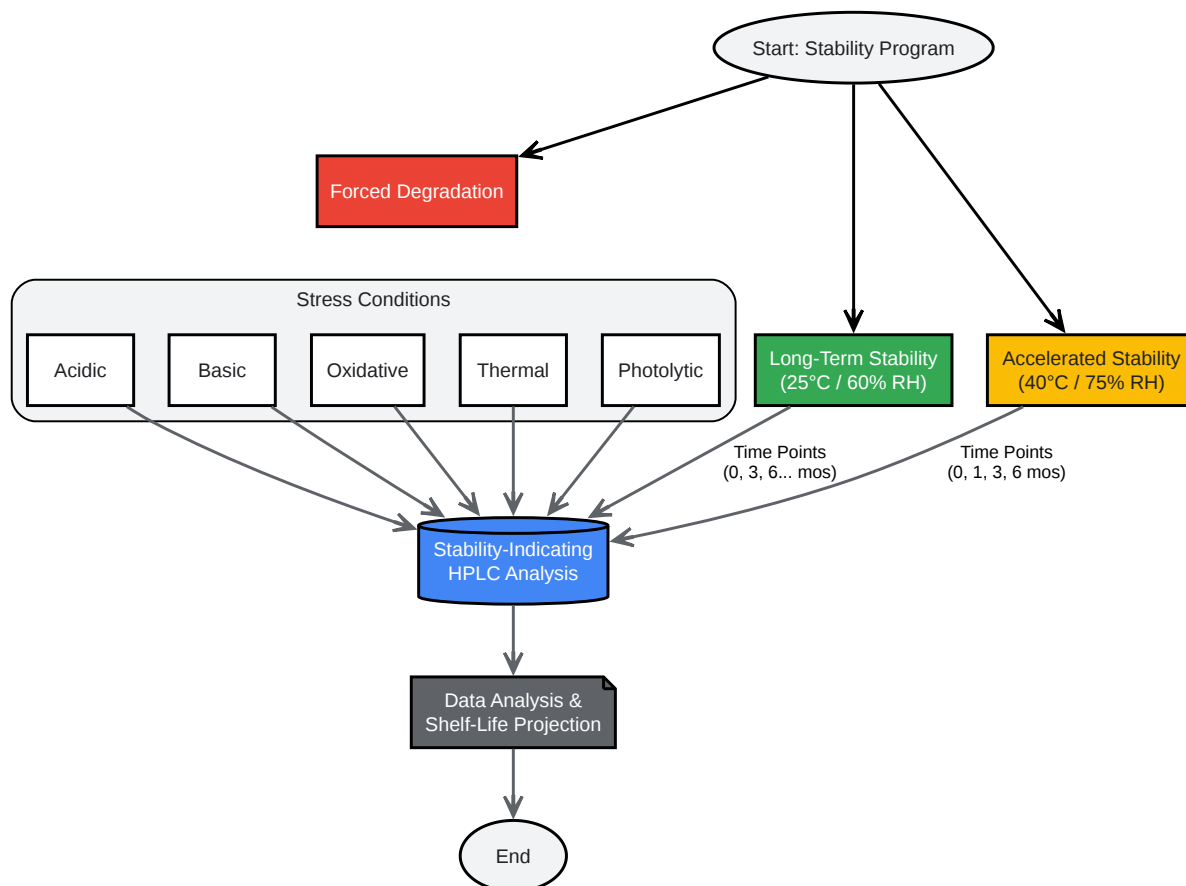 Start: Stability Program
Forced Degradation
Stress Conditions
Acidic
Basic
Oxidative
Thermal
Photolytic
Long-Term Stability
(25°C / 60% RH)
Accelerated Stability
(40°C / 75% RH)
Time Points
(0, 3, 6... mos)
Time Points
(0, 1, 3, 6 mos)
Stability-Indicating
HPLC Analysis
Data Analysis &
Shelf-Life Projection
End